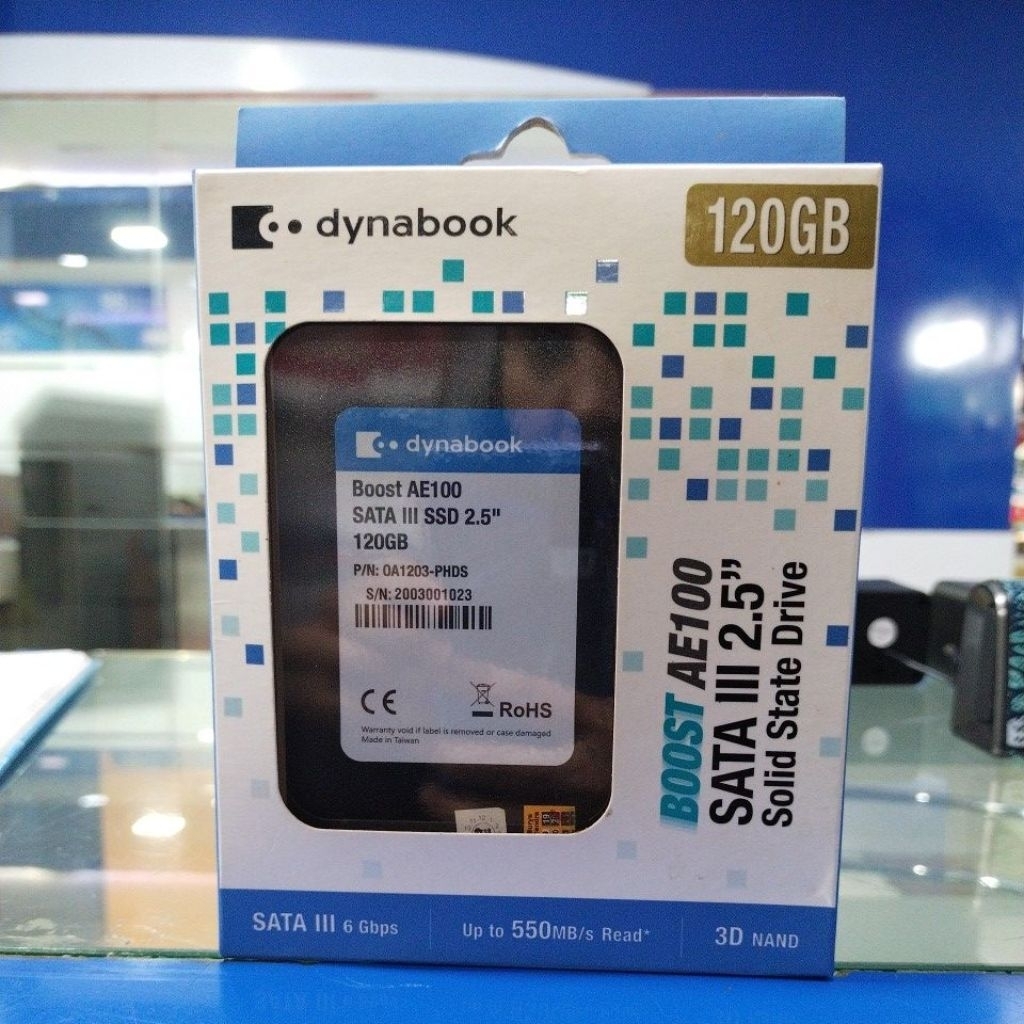 dynabook
120GB
dynabook
Boost AE100
SATA III SSD 2.5"
120GB
P/N: OA1203-PHDS
S/N: 2003001023
CE
RoHS
Warranty void if label is removed or case damaged
Made in Taiwan
BOOST AE100
SATA III 2.5”
Solid State Drive
SATA III 6 Gbps
Up to 550MB/s Read*
3D NAND